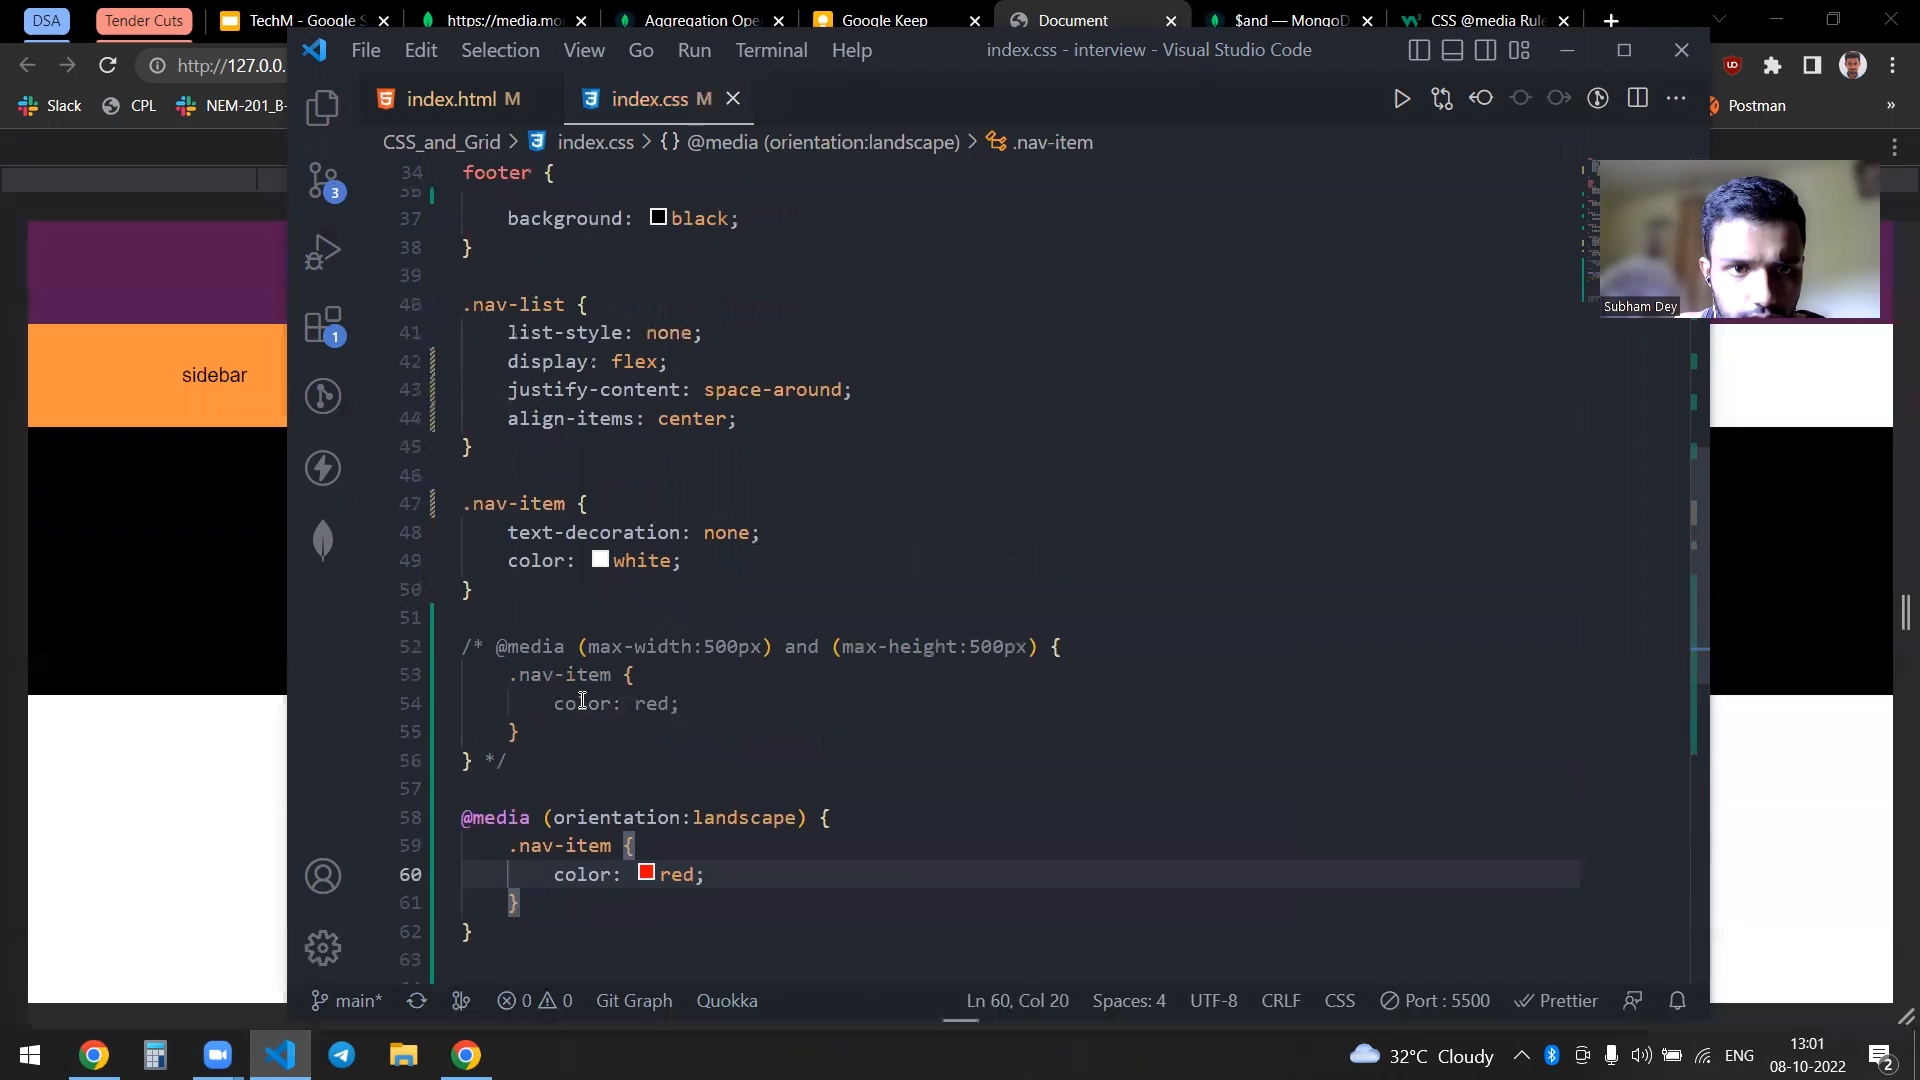 DSA
Tender Cuts
TechM - Google S
https://media.mo
Aggregation Ope
Google Keep
Document
$and — MongoD
CSS @media Rule
File Edit Selection View Go Run Terminal Help
index.css - interview - Visual Studio Code
http://127.0.0.
Slack
CPL
NEM-201_B-
Postman
»
index.html M
index.css M
CSS_and_Grid > index.css > {} @media (orientation:landscape) > .nav-item
34 footer {
37 background: black;
38 }
39
40 .nav-list {
41 list-style: none;
42 display: flex;
43 justify-content: space-around;
44 align-items: center;
45 }
46
47 .nav-item {
48 text-decoration: none;
49 color: white;
50 }
51
52 /* @media (max-width:500px) and (max-height:500px) {
53 .nav-item {
54 color: red;
55 }
56 } */
57
58 @media (orientation:landscape) {
59 .nav-item {
60 color: red;
61 }
62 }
63
3
1
sidebar
Subham Dey
main*
0 0
Git Graph
Quokka
Ln 60, Col 20
Spaces: 4
UTF-8
CRLF
CSS
Port : 5500
Prettier
32°C Cloudy
ENG
13:01
08-10-2022
2